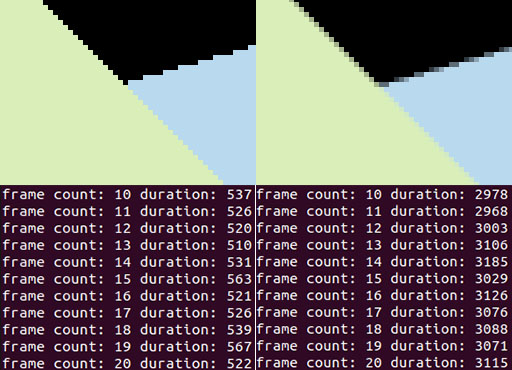 frame count: 10 duration: 537
frame count: 11 duration: 526
frame count: 12 duration: 520
frame count: 13 duration: 510
frame count: 14 duration: 531
frame count: 15 duration: 563
frame count: 16 duration: 521
frame count: 17 duration: 526
frame count: 18 duration: 539
frame count: 19 duration: 567
frame count: 20 duration: 522
frame count: 10 duration: 2978
frame count: 11 duration: 2968
frame count: 12 duration: 3003
frame count: 13 duration: 3106
frame count: 14 duration: 3185
frame count: 15 duration: 3029
frame count: 16 duration: 3126
frame count: 17 duration: 3076
frame count: 18 duration: 3088
frame count: 19 duration: 3071
frame count: 20 duration: 3115